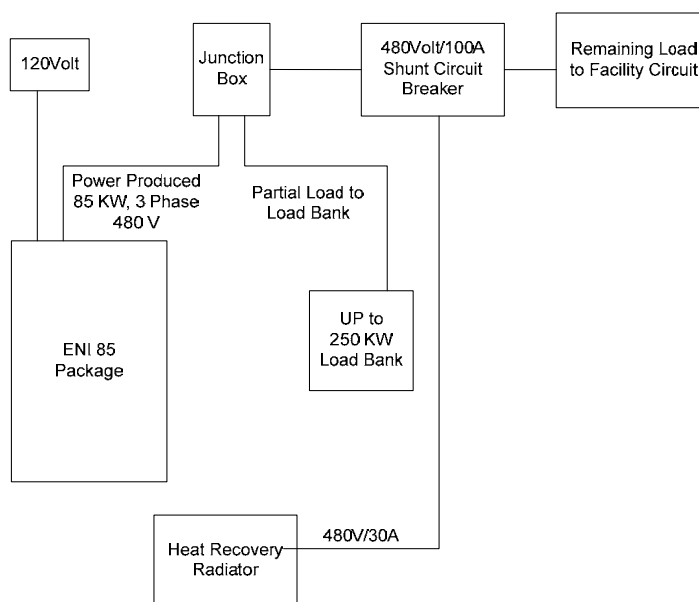 120Volt
Junction
Box
480Volt/100A
Shunt Circuit
Breaker
Remaining Load
to Facility Circuit
Power Produced
85 KW, 3 Phase
480 V
Partial Load to
Load Bank
ENI 85
Package
UP to
250 KW
Load Bank
480V/30A
Heat Recovery
Radiator